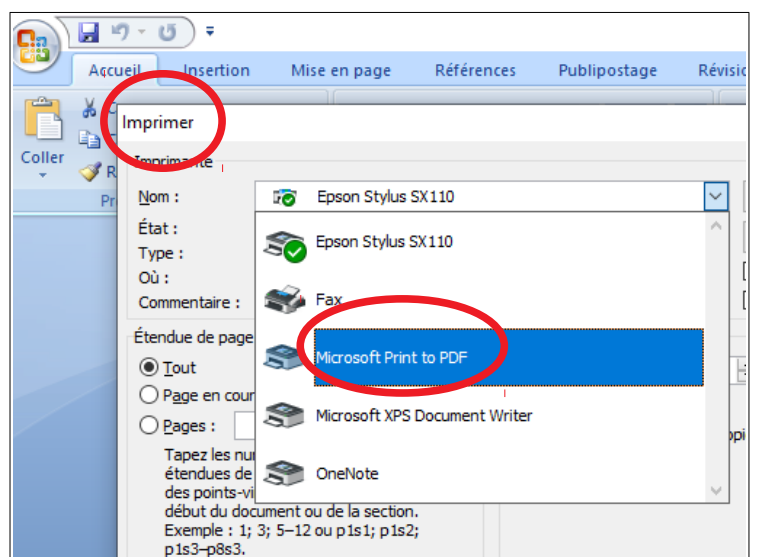 Accueil Insertion Mise en page Références Publipostage
Imprimer
Coller
Imprimante
Nom : Epson Stylus SX110
État :
Type :
Où :
Commentaire :
Epson Stylus SX110
Fax
Microsoft Print to PDF
Microsoft XPS Document Writer
OneNote
Étendue de page
Tout
Page en cour
Pages :
Tapez les nu
étendues de
des points-vi
début du document ou de la section.
Exemple : 1; 3; 5–12 ou p1s1; p1s2;
p1s3–p8s3.